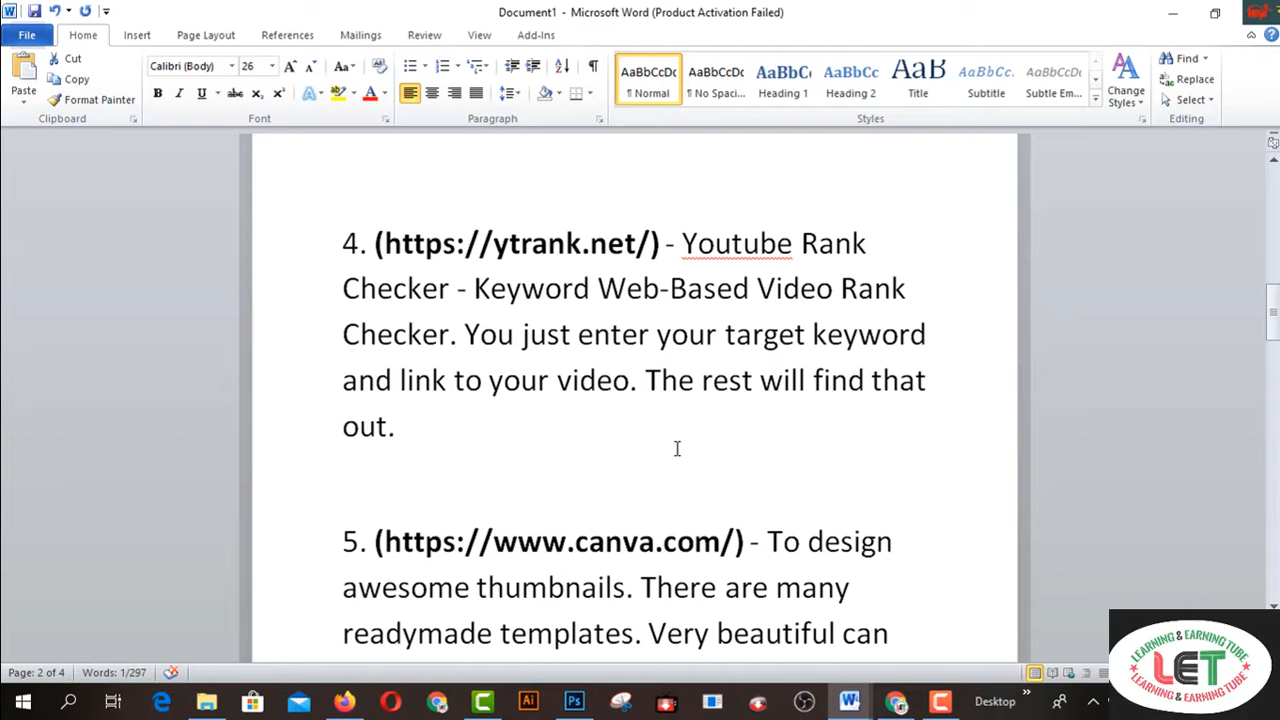 Document1 - Microsoft Word (Product Activation Failed)
File Home Insert Page Layout References Mailings Review View Add-Ins
Cut
Copy
Format Painter
Paste
Calibri (Body) 26
AaBbCcDc AaBbCcDc AaBbCc AaBbCc AaB AaBbCcDc AaBbCcDc
¶ Normal ¶ No Spaci... Heading 1 Heading 2 Title Subtitle Subtle Em...
Change
Styles
Find
Replace
Select
Clipboard Font Paragraph Styles Editing
4. (https://ytrank.net/) - Youtube Rank
Checker - Keyword Web-Based Video Rank
Checker. You just enter your target keyword
and link to your video. The rest will find that
out.
5. (https://www.canva.com/) - To design
awesome thumbnails. There are many
readymade templates. Very beautiful can
Page: 2 of 4 Words: 1/297
Desktop
LEARNING & EARNING TUBE
LET
LEARNING & EARNING TUBE